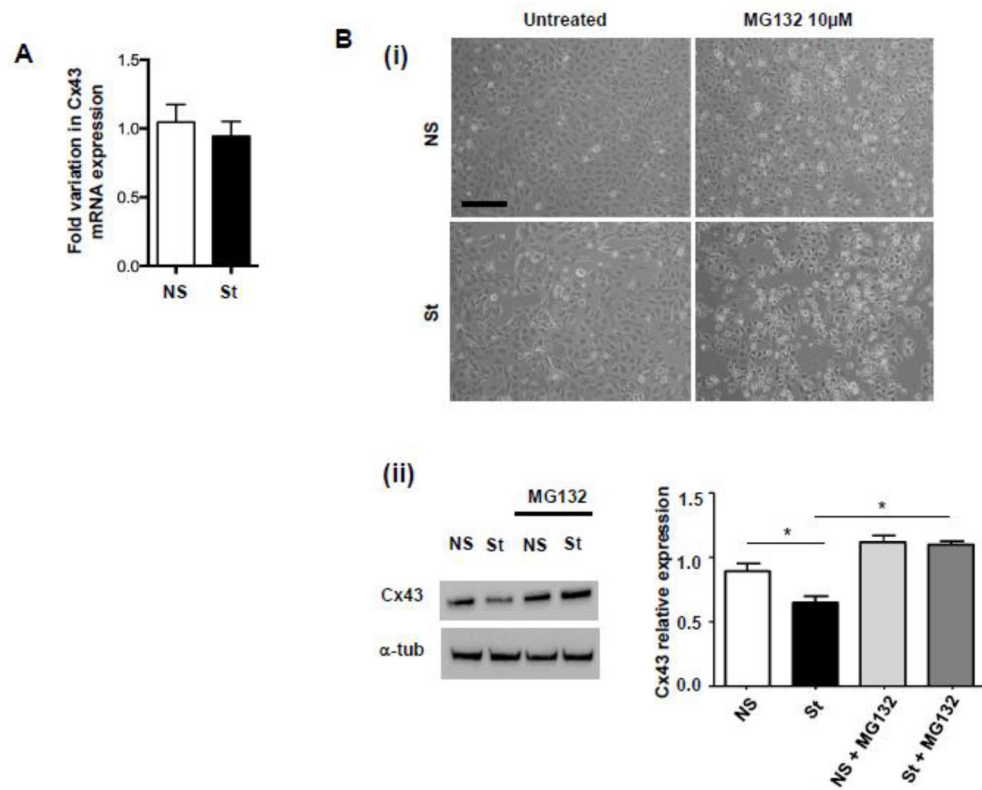 A
Fold variation in Cx43
mRNA expression
1.5
1.0
0.5
0.0
NS
St
B
(i)
Untreated
MG132 10µM
NS
St
(ii)
MG132
NS St NS St
Cx43
α-tub
Cx43 relative expression
1.5
1.0
0.5
0.0
*
*
NS
St
NS + MG132
St + MG132